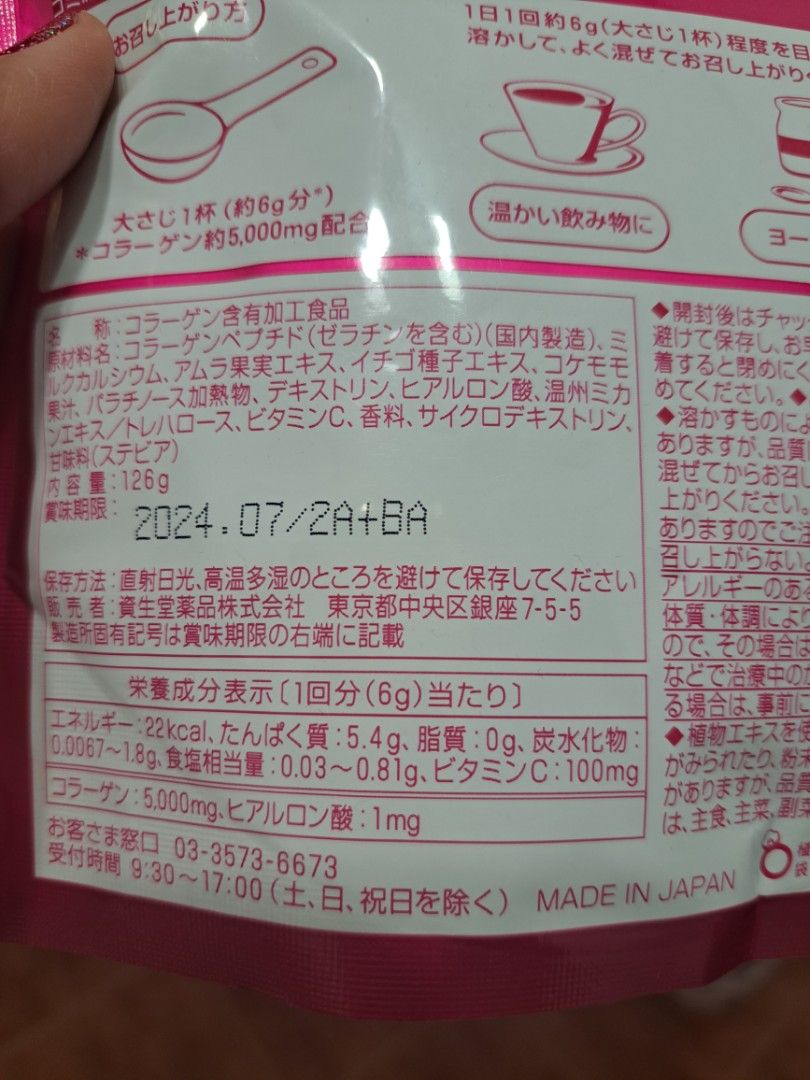 お召し上がり方
1日1回約6g(大さじ1杯)程度を目
溶かして、よく混ぜてお召し上がり
大さじ1杯(約6g分*)
*コラーゲン約5,000mg配合
温かい飲み物に
ヨー
名 称:コラーゲン含有加工食品
原材料名:コラーゲンペプチド(ゼラチンを含む)(国内製造)、ミ
ルクカルシウム、アムラ果実エキス、イチゴ種子エキス、コケモモ
果汁、パラチノース加熱物、デキストリン、ヒアルロン酸、温州ミカ
ンエキス/トレハロース、ビタミンC、香料、サイクロデキストリン、
甘味料(ステビア)
内容量:126g
賞味期限:
2024.07/2A+BA
保存方法:直射日光、高温多湿のところを避けて保存してください
販売者:資生堂薬品株式会社 東京都中央区銀座7-5-5
製造所固有記号は賞味期限の右端に記載
栄養成分表示〔1回分(6g)当たり〕
エネルギー:22kcal、たんぱく質:5.4g、脂質:0g、炭水化物:
0.0067~1.8g、食塩相当量:0.03~0.81g、ビタミンC:100mg
コラーゲン:5,000mg、ヒアルロン酸:1mg
お客さま窓口 03-3573-6673
受付時間 9:30~17:00(土、日、祝日を除く) MADE IN JAPAN
◆開封後はチャッ
避けて保存し、お
着すると閉めにく
めてください。◆
◆溶かすものによ
ありますが、品質
混ぜてからお召し
上がりください。
ありますのでご注
召し上がらない
アレルギーのあ
体質・体調によ
ので、その場合は
などで治療中の
る場合は、事前に
◆植物エキスを使
がみられたり、粉末
がありますが、品質
は、主食、主菜、副